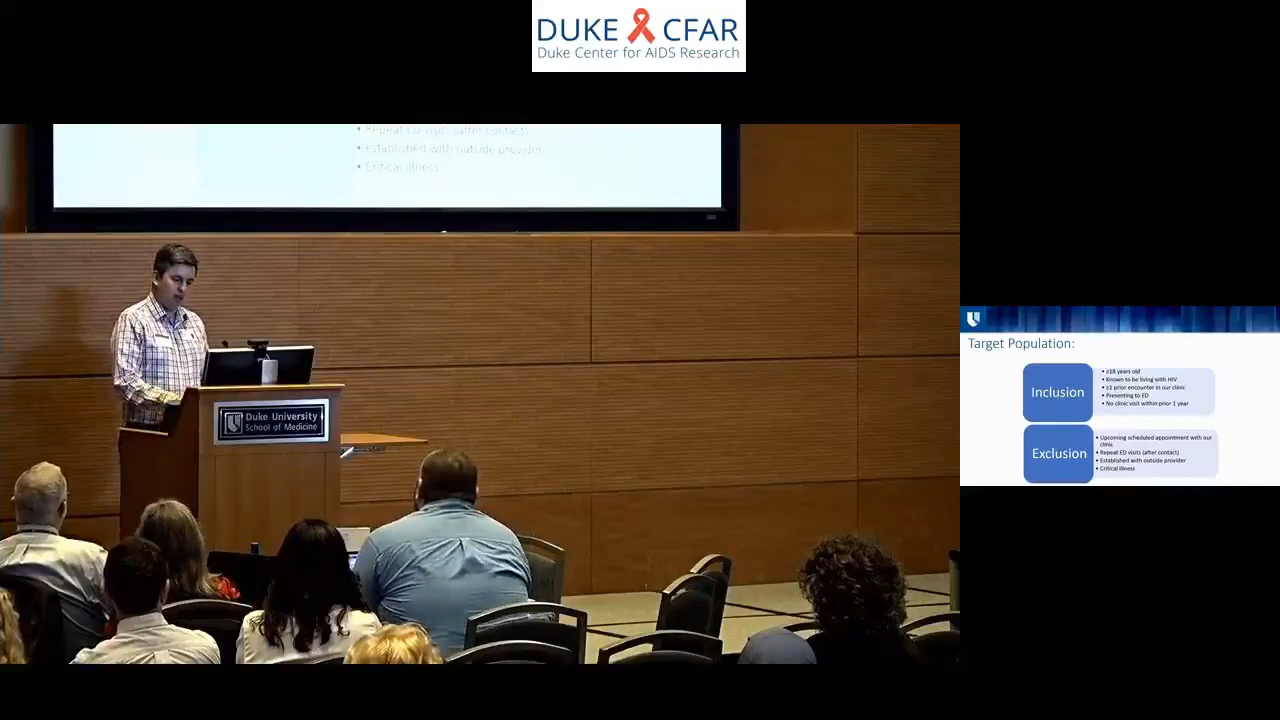 DUKE CFAR
Duke Center for AIDS Research
• Repeat ED visits (after contact)
• Established with outside provider
• Critical illness
Duke University
School of Medicine
Target Population:
Inclusion
• ≥18 years old
• Known to be living with HIV
• ≥1 prior encounter in our clinic
• Presenting to ED
• No clinic visit within prior 1 year
Exclusion
• Upcoming scheduled appointment with our
clinic
• Repeat ED visits (after contact)
• Established with outside provider
• Critical illness